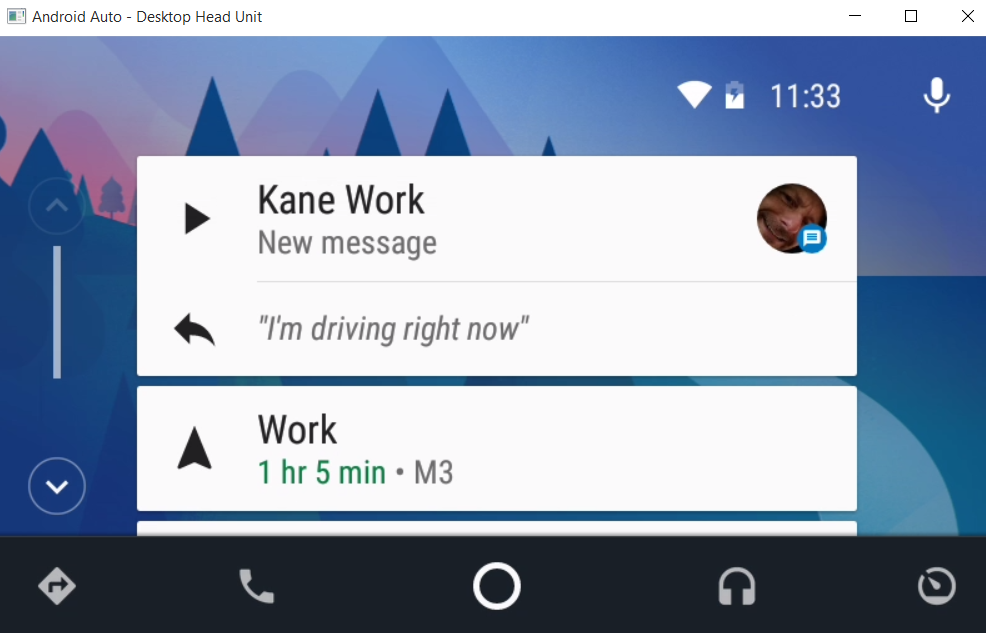 Android Auto - Desktop Head Unit
11:33
Kane Work
New message
"I'm driving right now"
Work
1 hr 5 min • M3